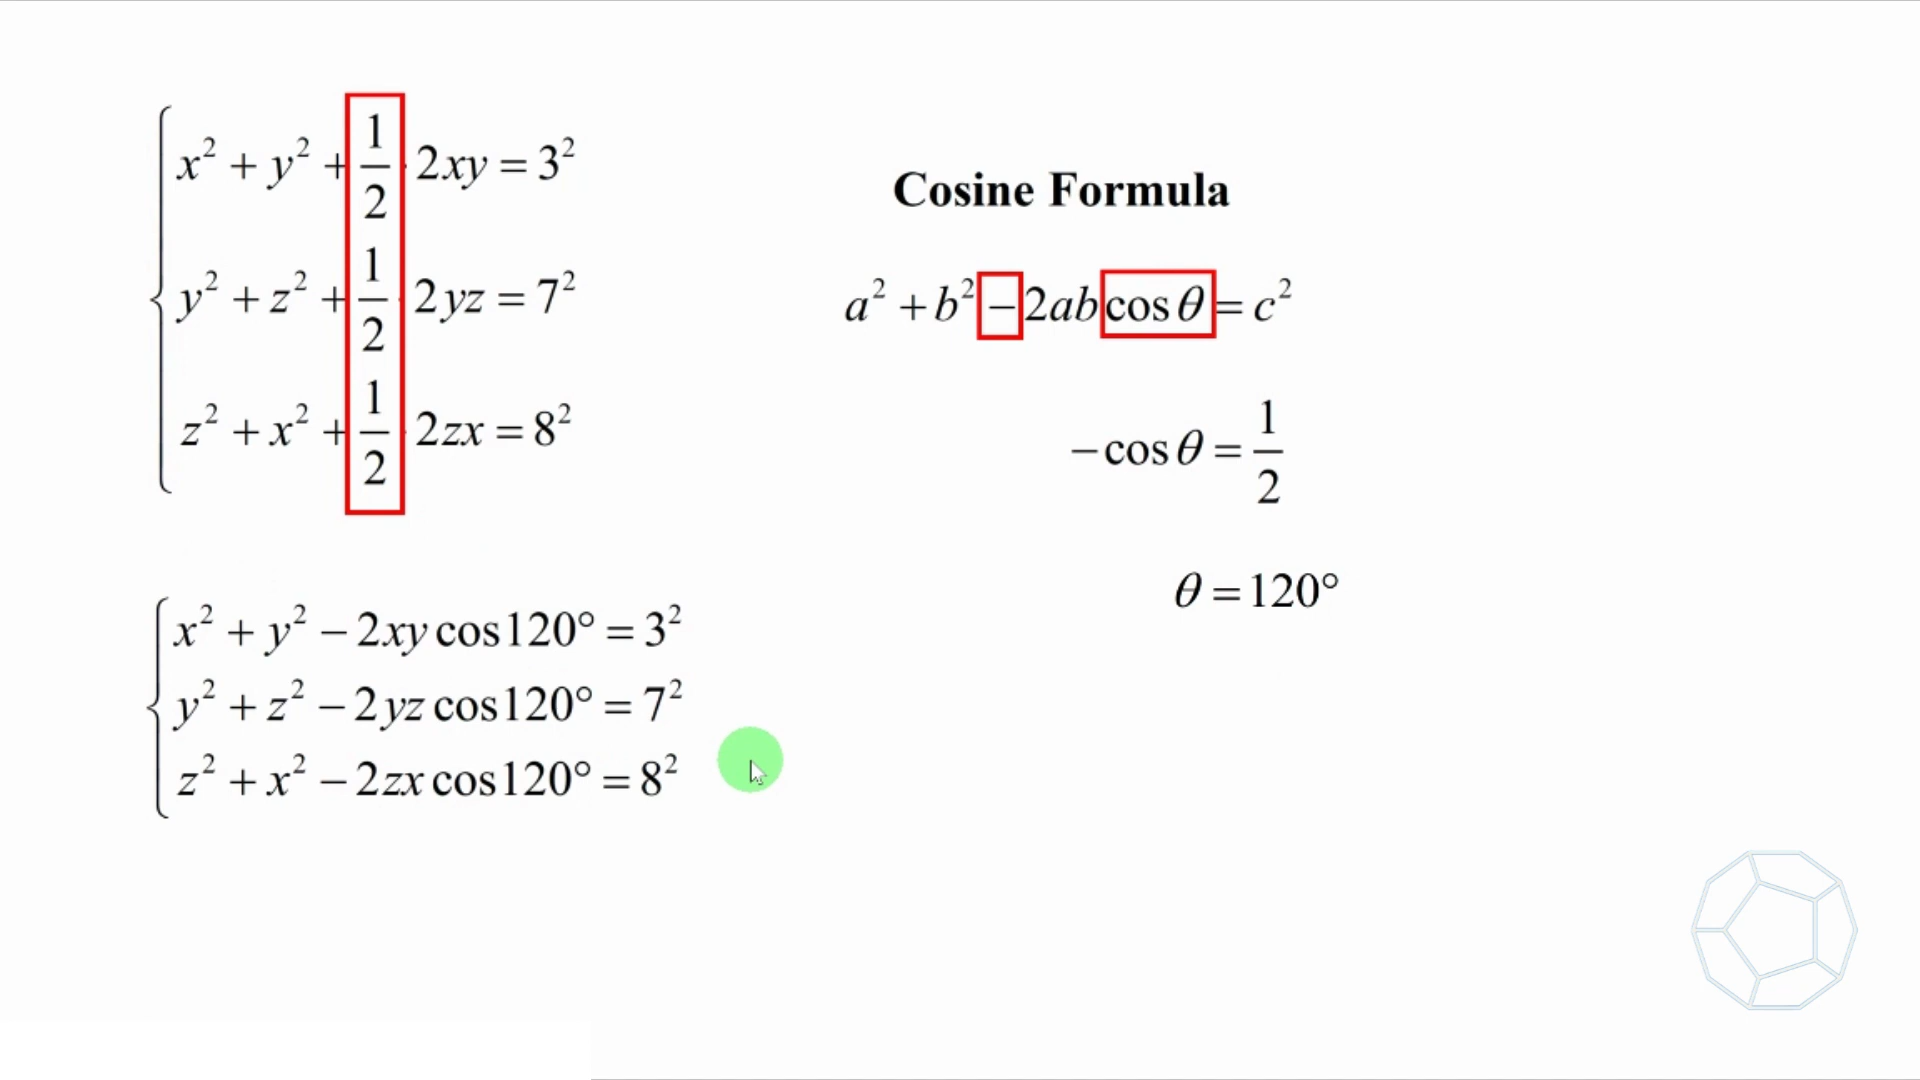 x² + y² + 1/2 · 2xy = 3²
y² + z² + 1/2 · 2yz = 7²
z² + x² + 1/2 · 2zx = 8²
Cosine Formula
a² + b² − 2ab cos θ = c²
− cos θ = 1/2
θ = 120°
x² + y² − 2xy cos 120° = 3²
y² + z² − 2yz cos 120° = 7²
z² + x² − 2zx cos 120° = 8²